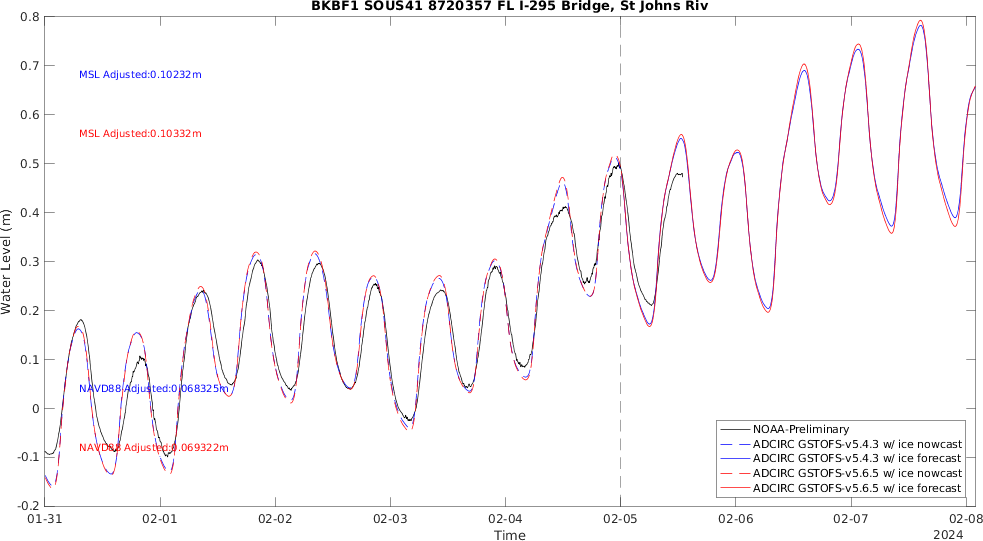 BKBF1 SOUS41 8720357 FL I-295 Bridge, St Johns Riv
Water Level (m)
0.8
0.7
0.6
0.5
0.4
0.3
0.2
0.1
0
-0.1
-0.2
MSL Adjusted:0.10232m
MSL Adjusted:0.10332m
NAVD88 Adjusted:0.068325m
NAVD88 Adjusted:0.069322m
NOAA-Preliminary
ADCIRC GSTOFS-v5.4.3 w/ ice nowcast
ADCIRC GSTOFS-v5.4.3 w/ ice forecast
ADCIRC GSTOFS-v5.6.5 w/ ice nowcast
ADCIRC GSTOFS-v5.6.5 w/ ice forecast
01-31 02-01 02-02 02-03 02-04 02-05 02-06 02-07 02-08
Time
2024